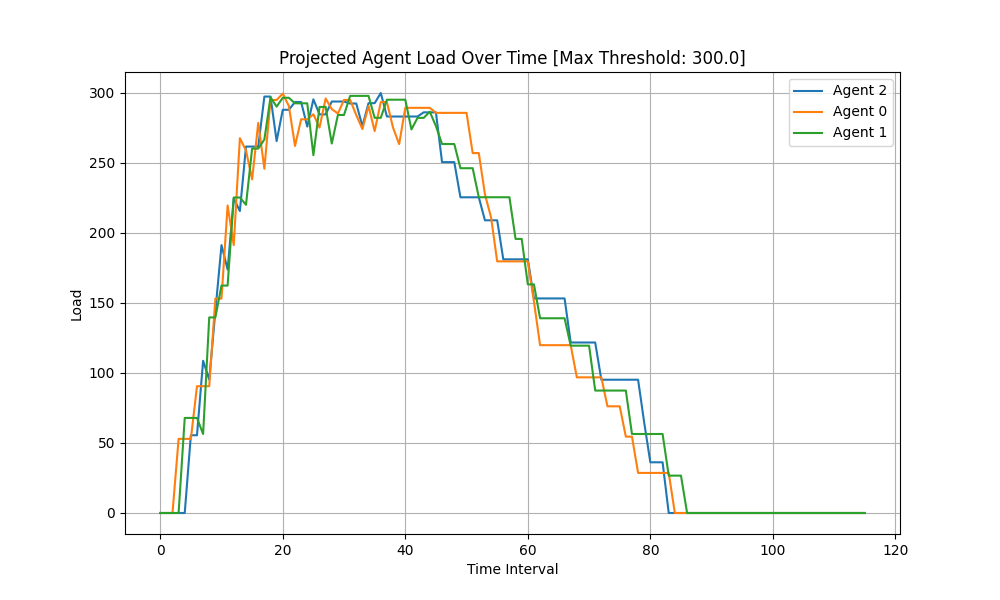 Projected Agent Load Over Time [Max Threshold: 300.0]
Agent 2
Agent 0
Agent 1
Load
300
250
200
150
100
50
0
0 20 40 60 80 100 120
Time Interval